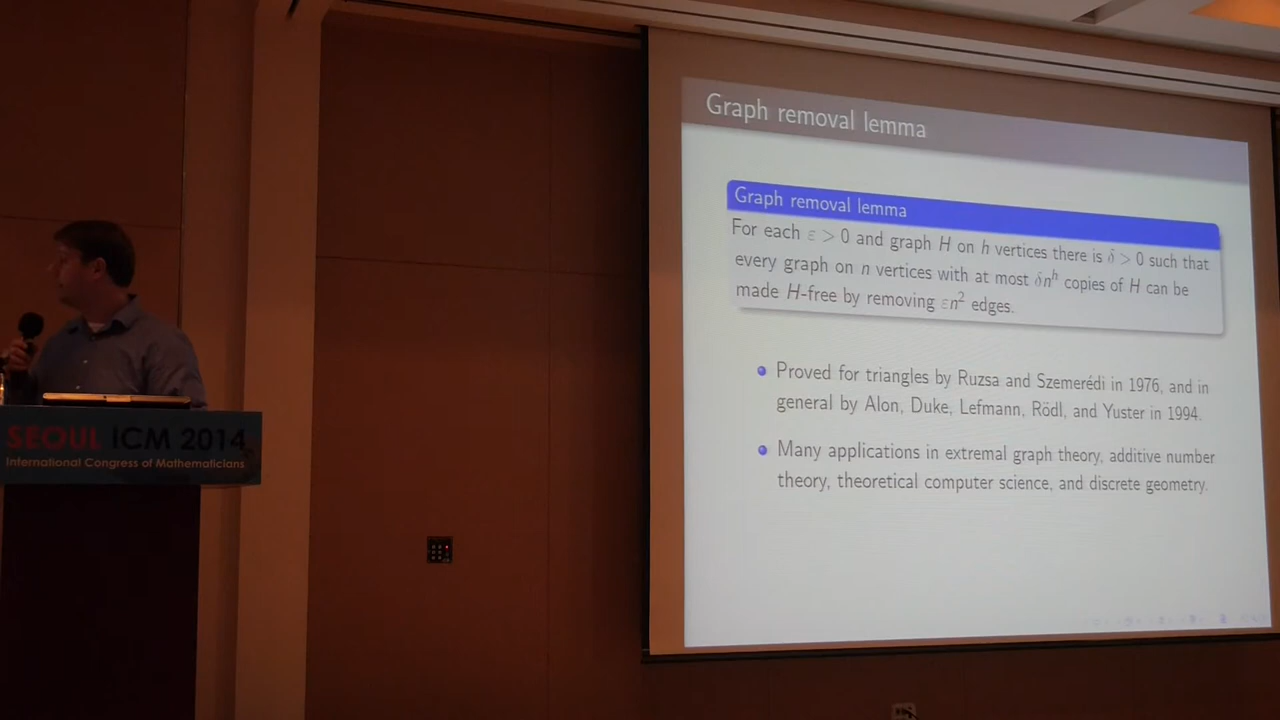 Graph removal lemma
Graph removal lemma
For each ε > 0 and graph H on h vertices there is δ > 0 such that
every graph on n vertices with at most δnʰ copies of H can be
made H-free by removing εn² edges.
Proved for triangles by Ruzsa and Szemerédi in 1976, and in
general by Alon, Duke, Lefmann, Rödl, and Yuster in 1994.
Many applications in extremal graph theory, additive number
theory, theoretical computer science, and discrete geometry.
SEOUL ICM 2014
International Congress of Mathematicians